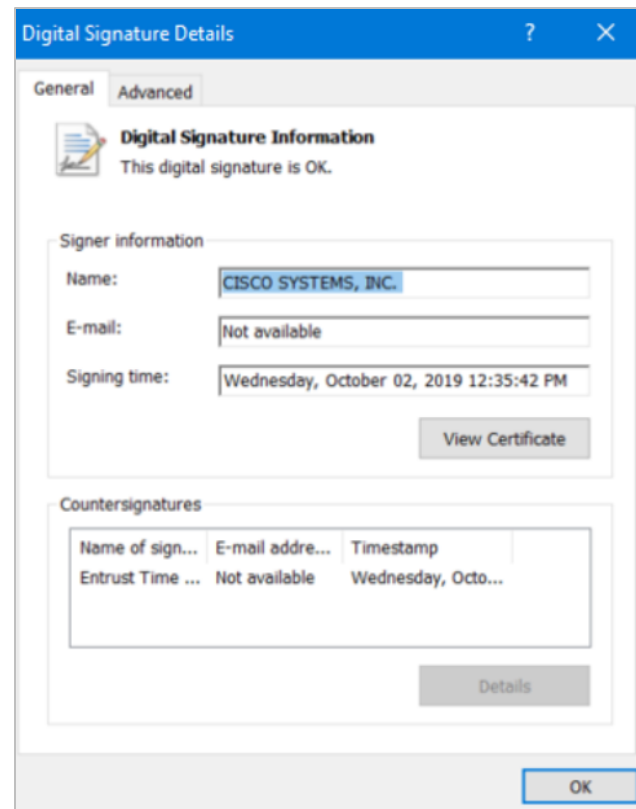 Digital Signature Details
General Advanced
Digital Signature Information
This digital signature is OK.
Signer information
Name: CISCO SYSTEMS, INC.
E-mail: Not available
Signing time: Wednesday, October 02, 2019 12:35:42 PM
View Certificate
Countersignatures
Name of sign... E-mail addre... Timestamp
Entrust Time ... Not available Wednesday, Octo...
Details
OK